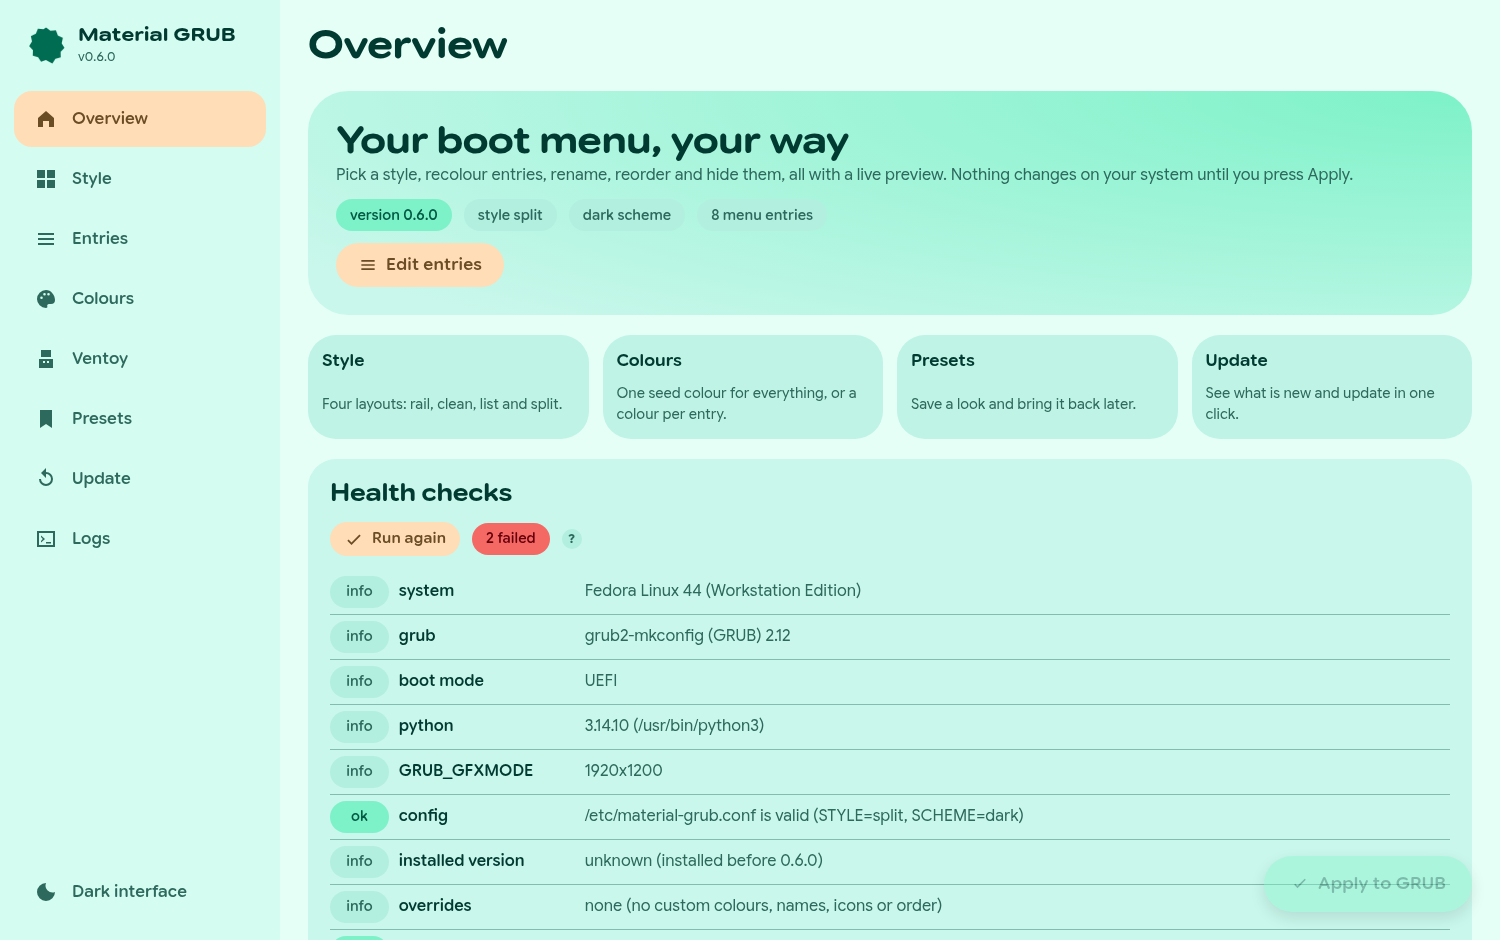 Material GRUB
v0.6.0
Overview
Style
Entries
Colours
Ventoy
Presets
Update
Logs
Dark interface
Overview
Your boot menu, your way
Pick a style, recolour entries, rename, reorder and hide them, all with a live preview. Nothing changes on your system until you press Apply.
version 0.6.0 style split dark scheme 8 menu entries
Edit entries
Style
Four layouts: rail, clean, list and split.
Colours
One seed colour for everything, or a
colour per entry.
Presets
Save a look and bring it back later.
Update
See what is new and update in one
click.
Health checks
Run again 2 failed ?
info system Fedora Linux 44 (Workstation Edition)
info grub grub2-mkconfig (GRUB) 2.12
info boot mode UEFI
info python 3.14.10 (/usr/bin/python3)
info GRUB_GFXMODE 1920x1200
ok config /etc/material-grub.conf is valid (STYLE=split, SCHEME=dark)
info installed version unknown (installed before 0.6.0)
info overrides none (no custom colours, names, icons or order)
Apply to GRUB